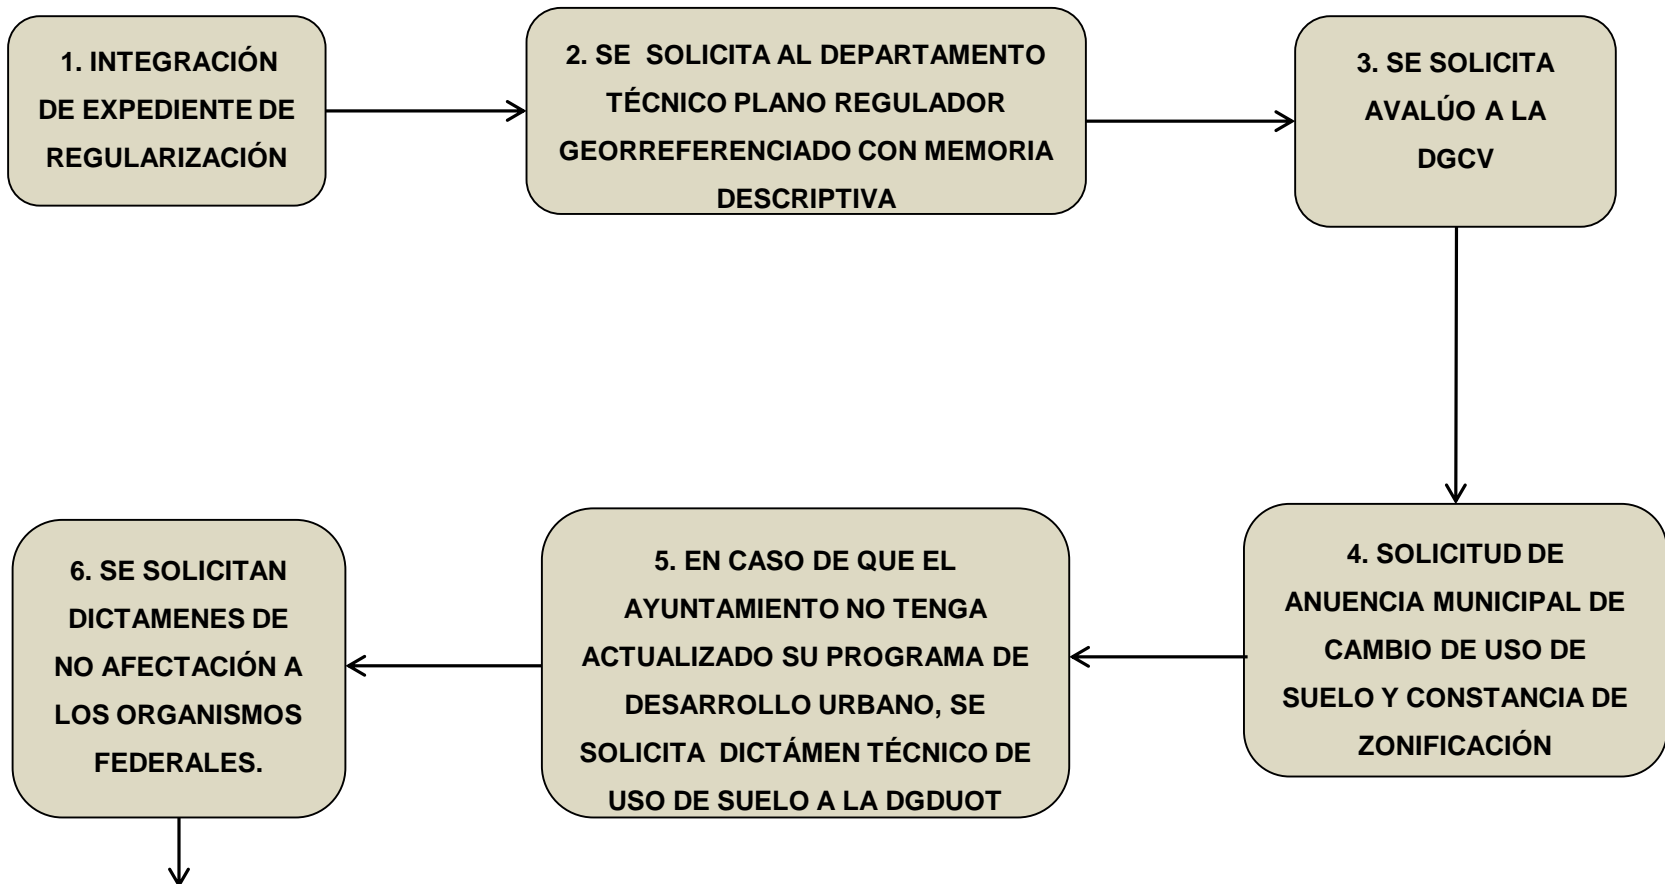 1. INTEGRACIÓN
DE EXPEDIENTE DE
REGULARIZACIÓN
2. SE SOLICITA AL DEPARTAMENTO
TÉCNICO PLANO REGULADOR
GEORREFERENCIADO CON MEMORIA
DESCRIPTIVA
3. SE SOLICITA
AVALÚO A LA
DGCV
4. SOLICITUD DE
ANUENCIA MUNICIPAL DE
CAMBIO DE USO DE
SUELO Y CONSTANCIA DE
ZONIFICACIÓN
5. EN CASO DE QUE EL
AYUNTAMIENTO NO TENGA
ACTUALIZADO SU PROGRAMA DE
DESARROLLO URBANO, SE
SOLICITA DICTÁMEN TÉCNICO DE
USO DE SUELO A LA DGDUOT
6. SE SOLICITAN
DICTAMENES DE
NO AFECTACIÓN A
LOS ORGANISMOS
FEDERALES.